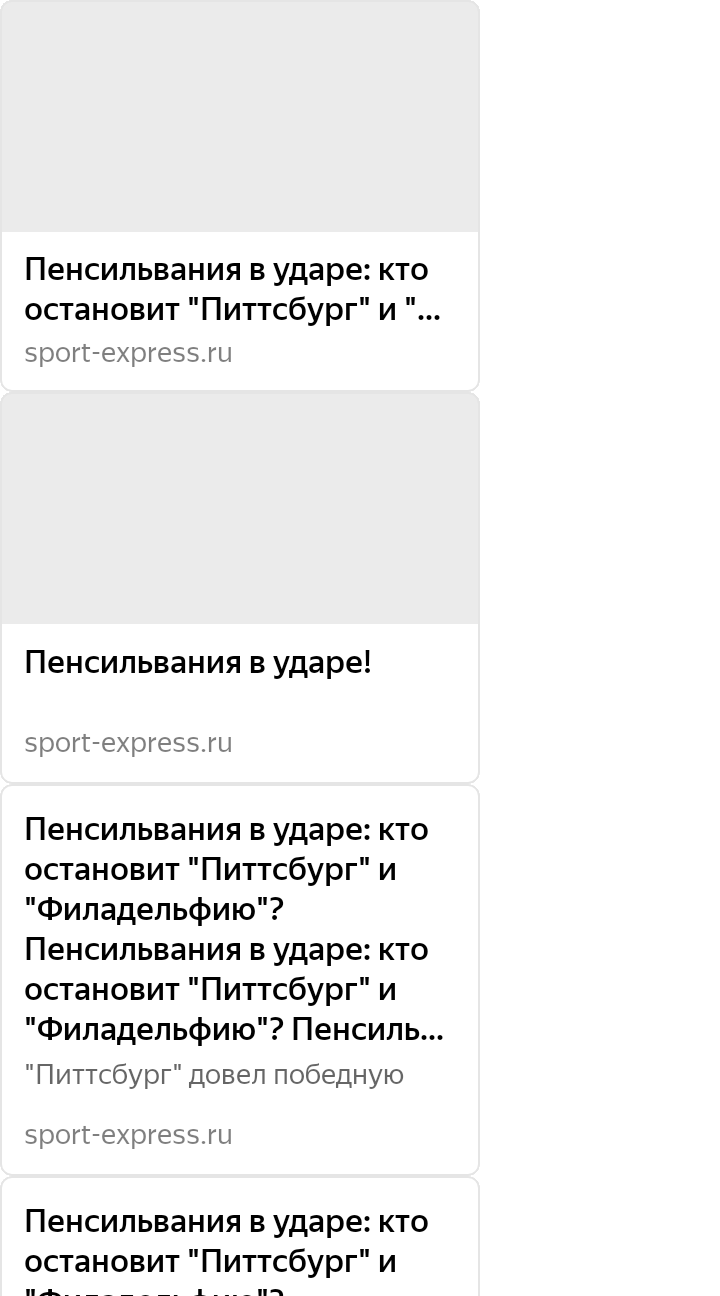 Пенсильвания в ударе: кто
остановит "Питтсбург" и "...
sport-express.ru
Пенсильвания в ударе!
sport-express.ru
Пенсильвания в ударе: кто
остановит "Питтсбург" и
"Филадельфию"?
Пенсильвания в ударе: кто
остановит "Питтсбург" и
"Филадельфию"? Пенсиль...
"Питтсбург" довел победную
sport-express.ru
Пенсильвания в ударе: кто
остановит "Питтсбург" и
"Филадельфию"?